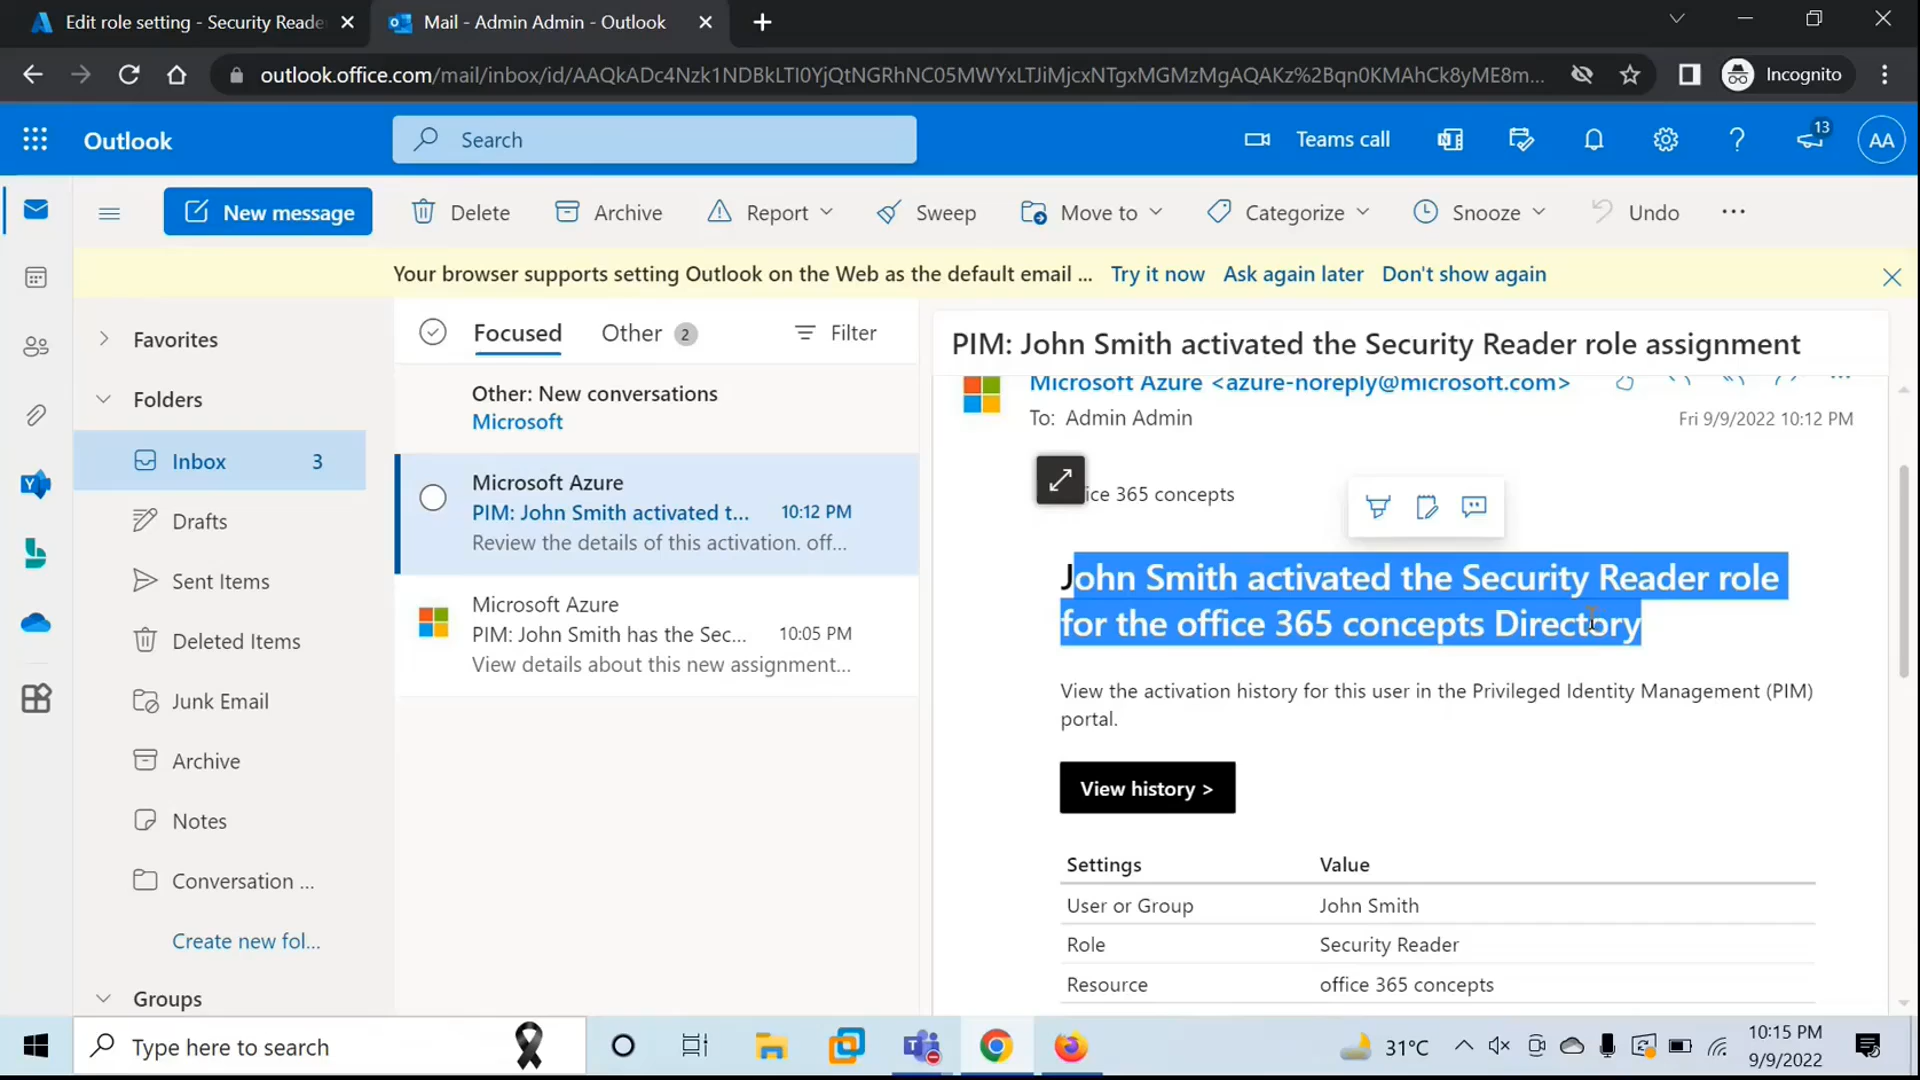 Edit role setting - Security Reade
Mail - Admin Admin - Outlook
outlook.office.com/mail/inbox/id/AAQkADc4Nzk1NDBkLTI0YjQtNGRhNC05MWYxLTJiMjcxNTgxMGMzMgAQAKz%2Bqn0KMAhCk8yME8m...
Incognito
Outlook
Search
Teams call
13
AA
New message
Delete
Archive
Report
Sweep
Move to
Categorize
Snooze
Undo
Your browser supports setting Outlook on the Web as the default email ...
Try it now
Ask again later
Don't show again
Favorites
Folders
Inbox 3
Drafts
Sent Items
Deleted Items
Junk Email
Archive
Notes
Conversation ...
Create new fol...
Groups
Focused
Other 2
Filter
Other: New conversations
Microsoft
Microsoft Azure
PIM: John Smith activated t... 10:12 PM
Review the details of this activation. off...
Microsoft Azure
PIM: John Smith has the Sec... 10:05 PM
View details about this new assignment...
PIM: John Smith activated the Security Reader role assignment
Microsoft Azure <azure-noreply@microsoft.com>
To: Admin Admin
Fri 9/9/2022 10:12 PM
ice 365 concepts
John Smith activated the Security Reader role
for the office 365 concepts Directory
View the activation history for this user in the Privileged Identity Management (PIM)
portal.
View history >
Settings Value
User or Group John Smith
Role Security Reader
Resource office 365 concepts
Type here to search
31°C
10:15 PM
9/9/2022